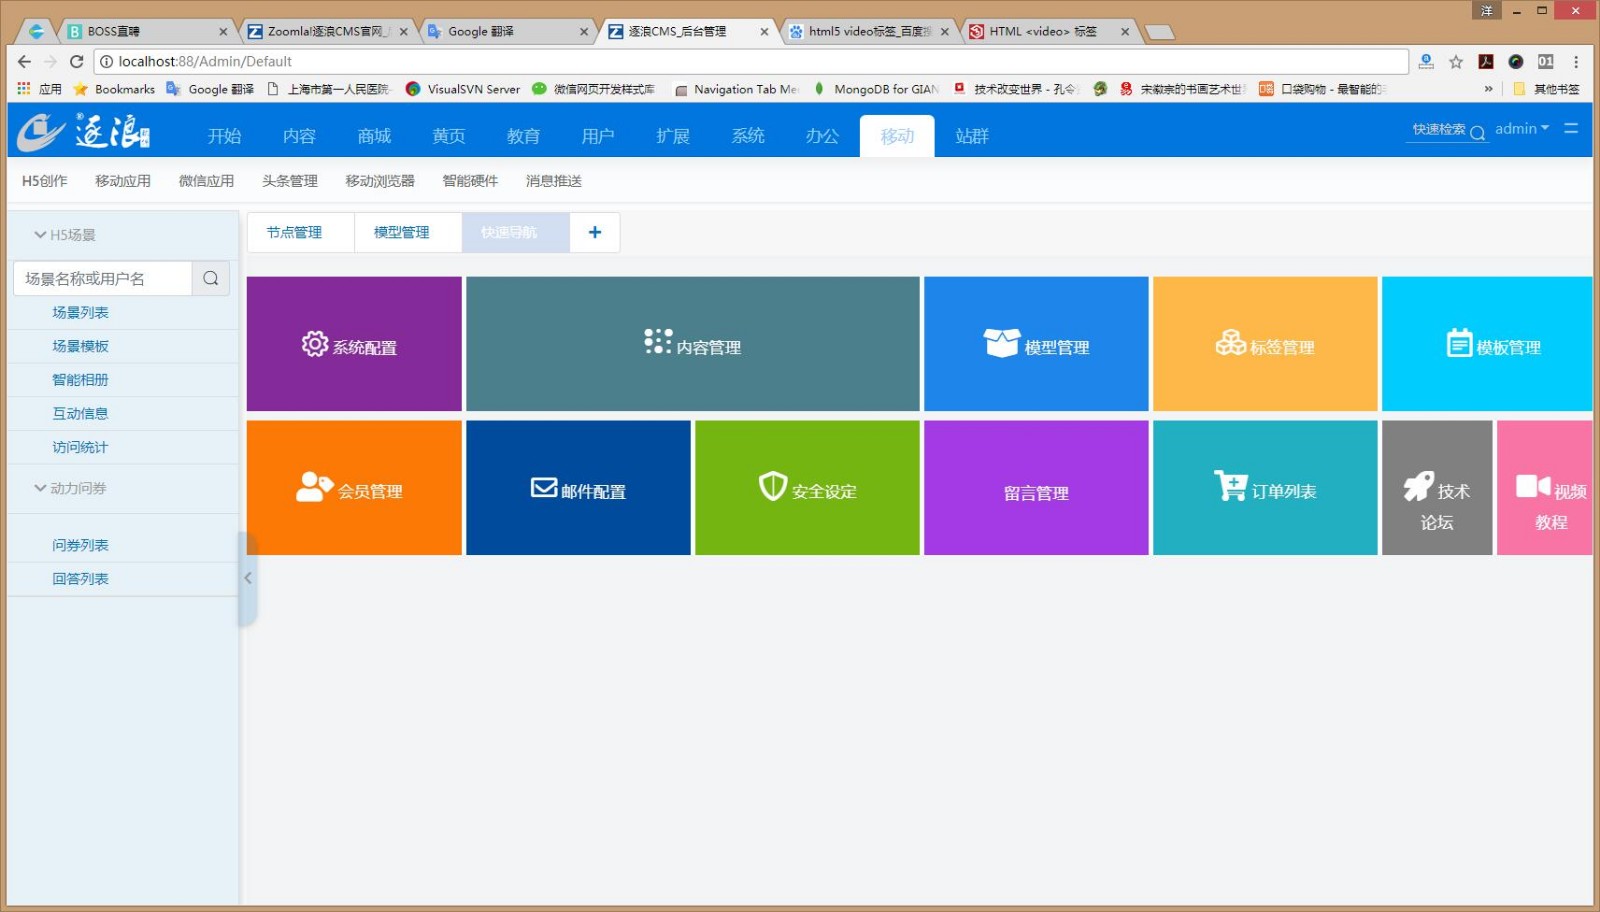 洋
BOSS直聘
Zoomla!逐浪CMS官网_
Google 翻译
逐浪CMS_后台管理
html5 video标签_百度搜
HTML <video> 标签
localhost:88/Admin/Default
01
应用
Bookmarks
Google 翻译
上海市第一人民医院-
VisualSVN Server
微信网页开发样式库
Navigation Tab Me
MongoDB for GIAN
技术改变世界 - 孔令
宋徽宗的书画艺术世
口袋购物 - 最智能的
»
其他书签
逐浪
开始
内容
商城
黄页
教育
用户
扩展
系统
办公
移动
站群
快速检索
admin
H5创作
移动应用
微信应用
头条管理
移动浏览器
智能硬件
消息推送
H5场景
场景名称或用户名
场景列表
场景模板
智能相册
互动信息
访问统计
动力问券
问券列表
回答列表
节点管理
模型管理
快速导航
+
系统配置
内容管理
模型管理
标签管理
模板管理
会员管理
邮件配置
安全设定
留言管理
订单列表
技术
论坛
视频
教程